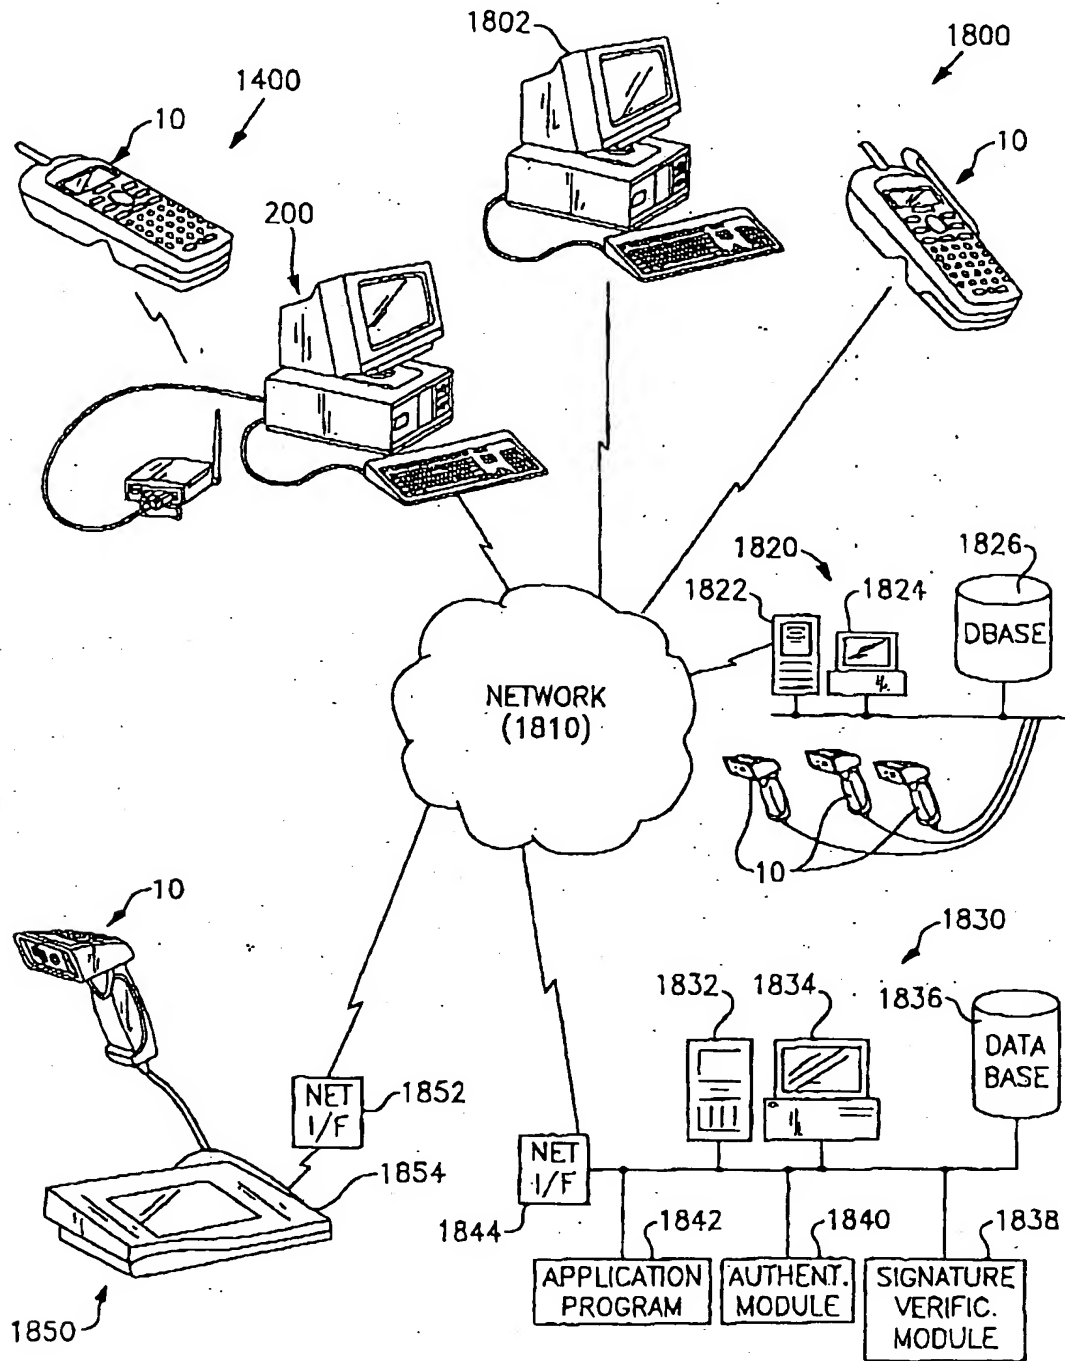 1802
1800
1400
10
10
200
1820
1826
1822
1824
DBASE
NETWORK
(1810)
10
10
1830
1832
1834
1836
DATA
BASE
NET
I/F
1852
1854
NET
I/F
1844
1842
1840
1838
APPLICATION
PROGRAM
AUTHENT.
MODULE
SIGNATURE
VERIFIC.
MODULE
1850